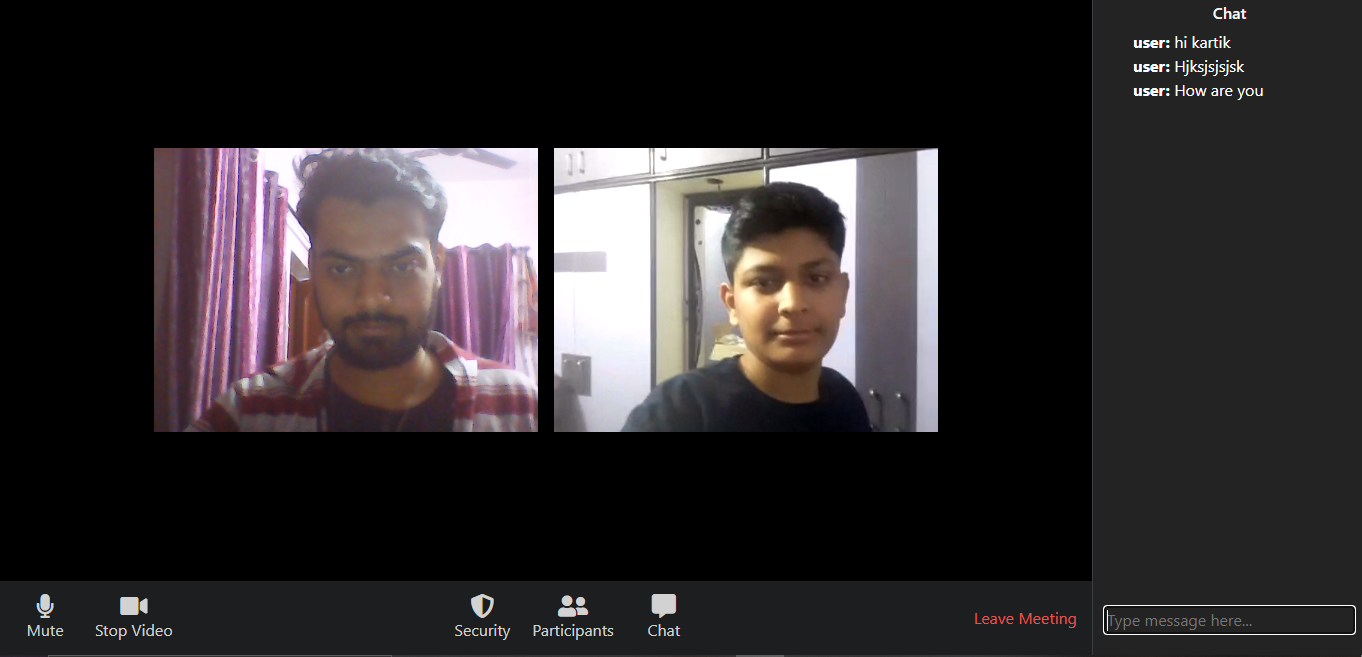 Chat
user: hi kartik
user: Hjksjsjsjsk
user: How are you
Mute
Stop Video
Security
Participants
Chat
Leave Meeting
Type message here...